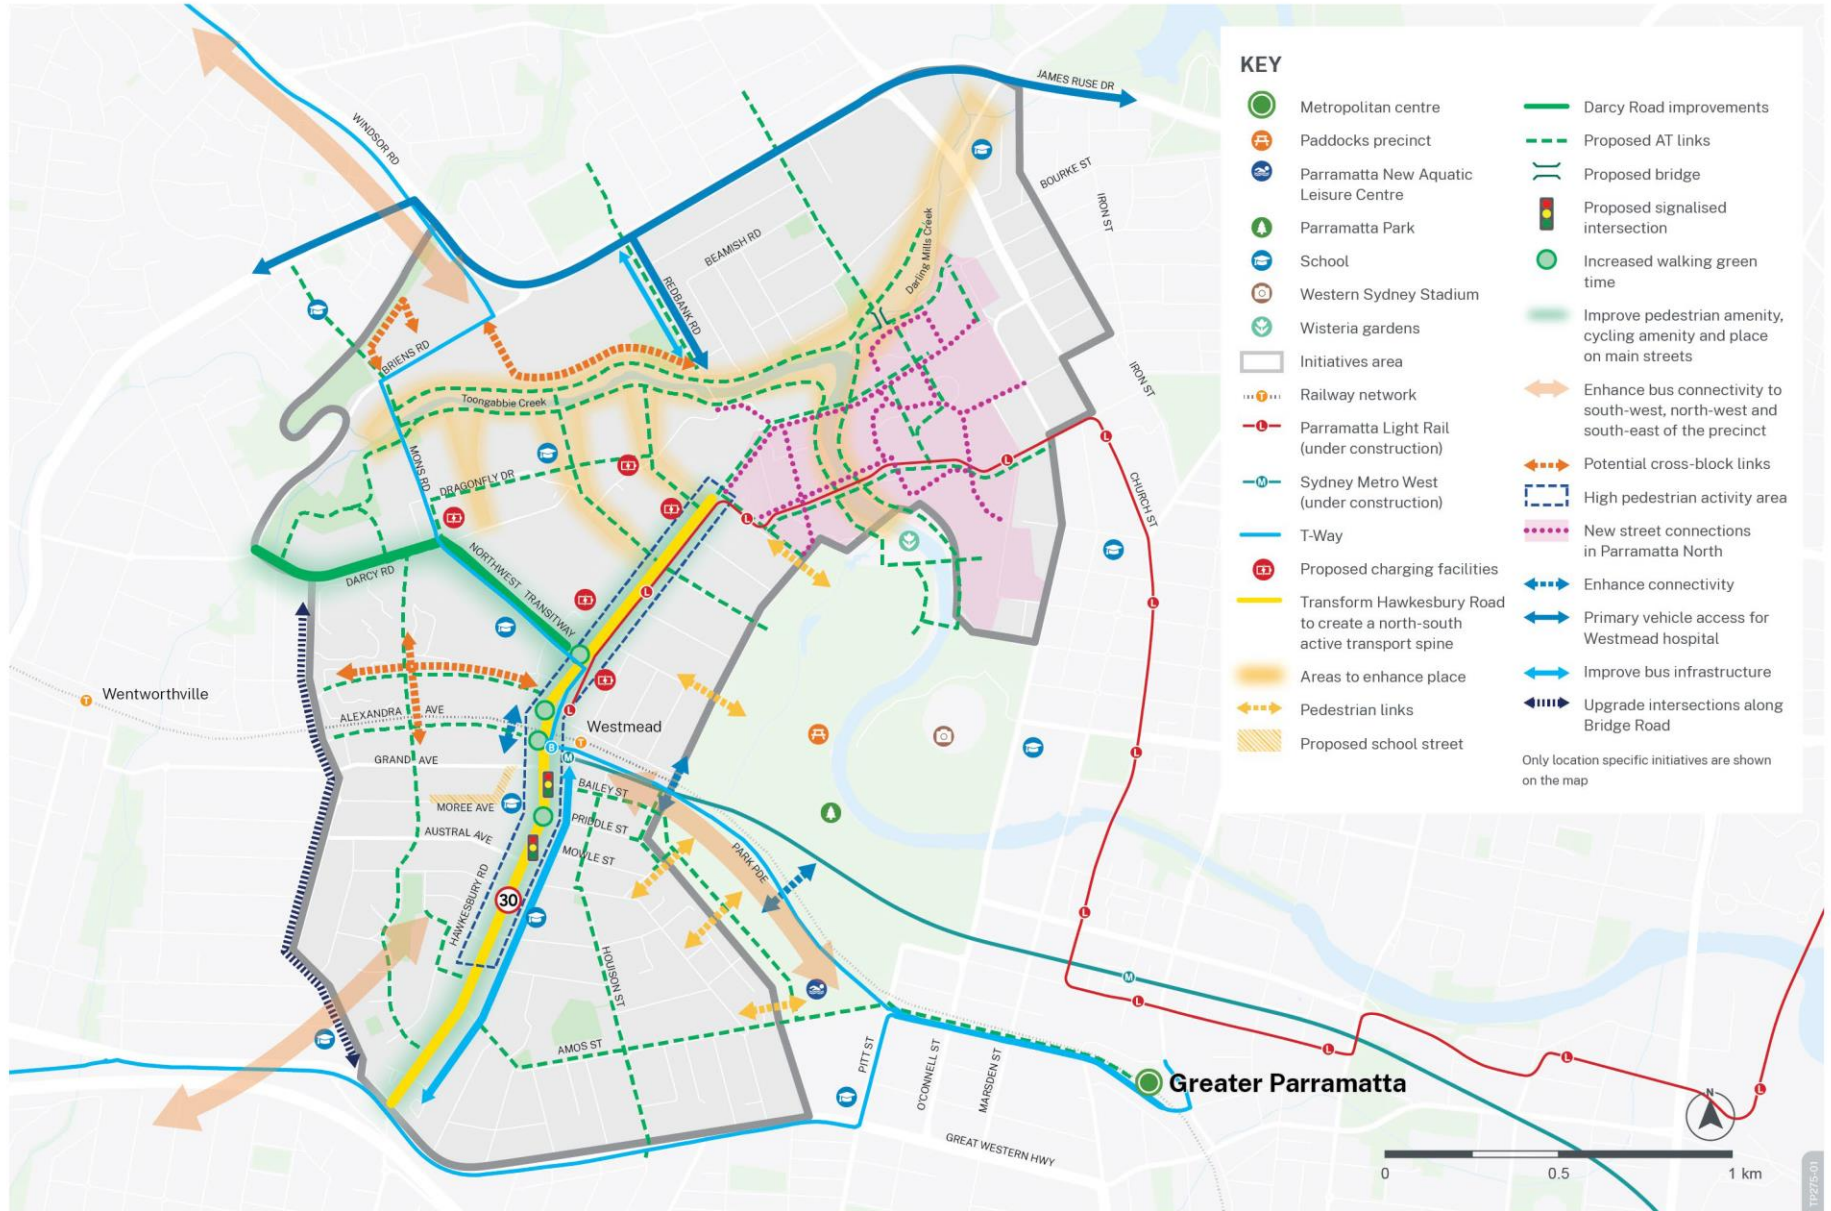 WINDSOR RD
JAMES RUSE DR
BOURKE ST
IRON ST
BEAMISH RD
REDBANK RD
Darling Mills Creek
BRIENS RD
Toongabbie Creek
IRON ST
MONS RD
DRAGONFLY DR
CHURCH ST
NORTHWEST TRANSITWAY
DARCY RD
Wentworthville
ALEXANDRA AVE
Westmead
GRAND AVE
BAILEY ST
MOREE AVE
PRIDDLE ST
AUSTRAL AVE
MOWLE ST
PARK PDE
HAWKESBURY RD
30
HOUISON ST
AMOS ST
PITT ST
O'CONNELL ST
MARSDEN ST
Greater Parramatta
GREAT WESTERN HWY
T
T
B
M
M
L
L
L
L
L
L
L
L
L
L
L
L
L
KEY
Metropolitan centre
Paddocks precinct
Parramatta New Aquatic
Leisure Centre
Parramatta Park
School
Western Sydney Stadium
Wisteria gardens
Initiatives area
T
Railway network
L
Parramatta Light Rail
(under construction)
M
Sydney Metro West
(under construction)
T-Way
Proposed charging facilities
Transform Hawkesbury Road
to create a north-south
active transport spine
Areas to enhance place
Pedestrian links
Proposed school street
Darcy Road improvements
Proposed AT links
Proposed bridge
Proposed signalised
intersection
Increased walking green
time
Improve pedestrian amenity,
cycling amenity and place
on main streets
Enhance bus connectivity to
south-west, north-west and
south-east of the precinct
Potential cross-block links
High pedestrian activity area
New street connections
in Parramatta North
Enhance connectivity
Primary vehicle access for
Westmead hospital
Improve bus infrastructure
Upgrade intersections along
Bridge Road
Only location specific initiatives are shown
on the map
N
0 0.5 1 km
TP275-01